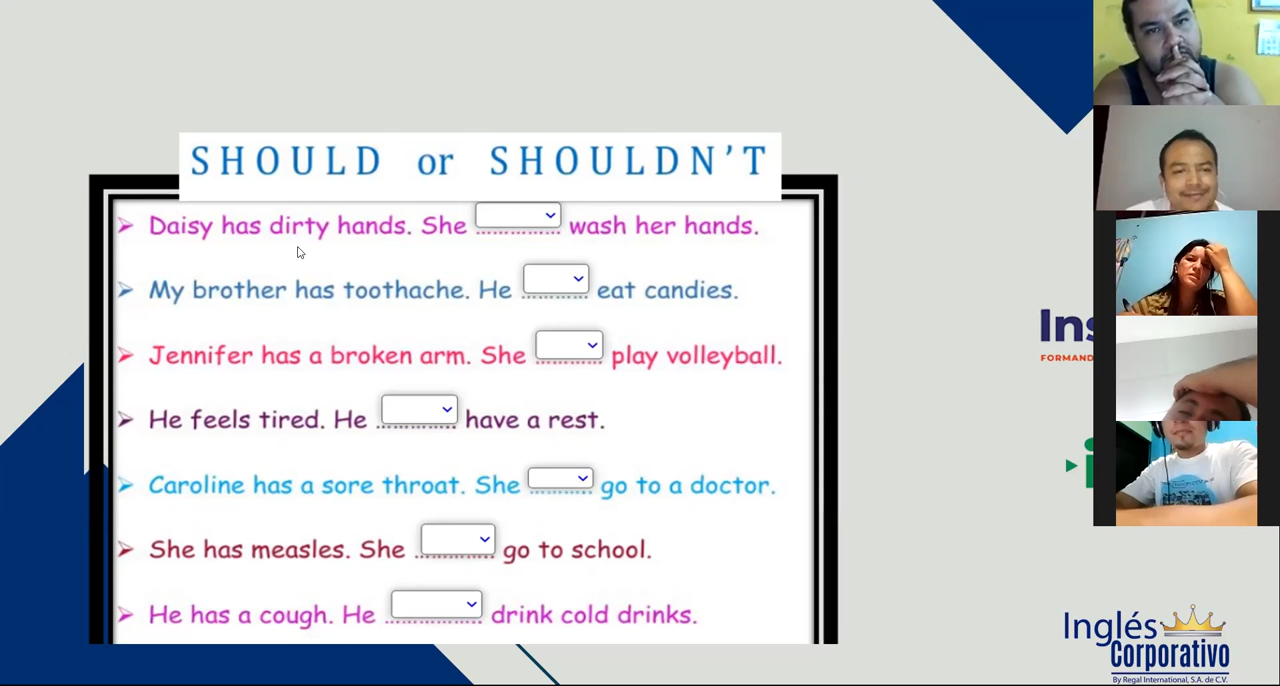 SHOULD or SHOULDN'T
Daisy has dirty hands. She ............... wash her hands.
My brother has toothache. He ............ eat candies.
Jennifer has a broken arm. She ............ play volleyball.
He feels tired. He .............. have a rest.
Caroline has a sore throat. She ........... go to a doctor.
She has measles. She .............. go to school.
He has a cough. He ................. drink cold drinks.
Ins
FORMAND
Inglés
Corporativo
By Regal International, S.A. de C.V.